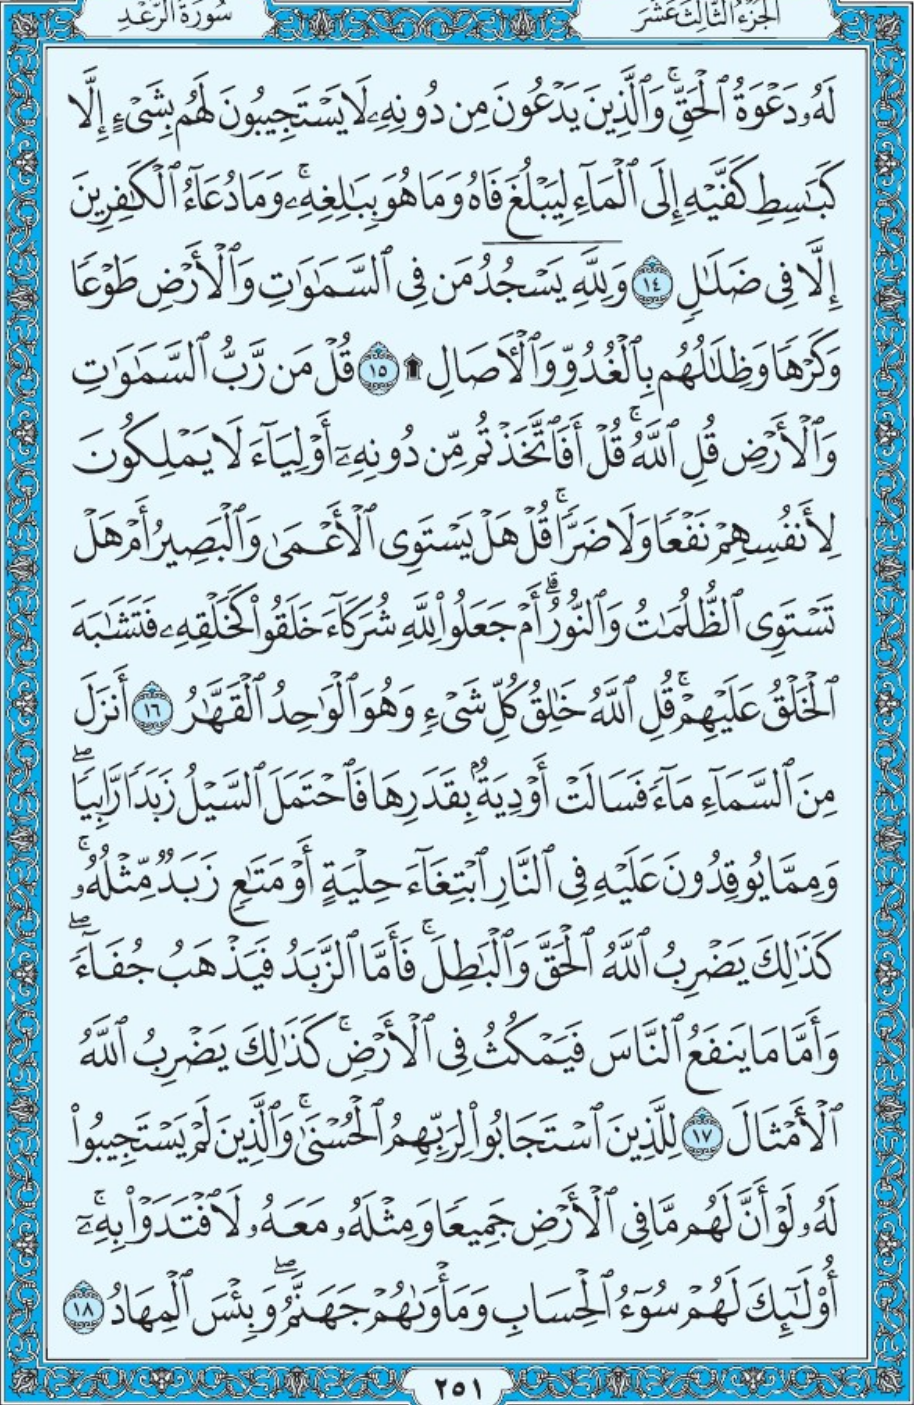 الجزء الثالث عشر
سورة الرعد
لَهُۥ دَعْوَةُ ٱلْحَقِّ ۚ وَٱلَّذِينَ يَدْعُونَ مِن دُونِهِۦ لَا يَسْتَجِيبُونَ لَهُم بِشَىْءٍ إِلَّا
كَبَٰسِطِ كَفَّيْهِ إِلَى ٱلْمَآءِ لِيَبْلُغَ فَاهُ وَمَا هُوَ بِبَٰلِغِهِۦ ۚ وَمَا دُعَآءُ ٱلْكَٰفِرِينَ
إِلَّا فِى ضَلَٰلٍ ١٤ وَلِلَّهِ يَسْجُدُ مَن فِى ٱلسَّمَٰوَٰتِ وَٱلْأَرْضِ طَوْعًا
وَكَرْهًا وَظِلَٰلُهُم بِٱلْغُدُوِّ وَٱلْءَاصَالِ ۩ ١٥ قُلْ مَن رَّبُّ ٱلسَّمَٰوَٰتِ
وَٱلْأَرْضِ قُلِ ٱللَّهُ ۚ قُلْ أَفَٱتَّخَذْتُم مِّن دُونِهِۦٓ أَوْلِيَآءَ لَا يَمْلِكُونَ
لِأَنفُسِهِمْ نَفْعًا وَلَا ضَرًّا ۚ قُلْ هَلْ يَسْتَوِى ٱلْأَعْمَىٰ وَٱلْبَصِيرُ أَمْ هَلْ
تَسْتَوِى ٱلظُّلُمَٰتُ وَٱلنُّورُ ۗ أَمْ جَعَلُوا۟ لِلَّهِ شُرَكَآءَ خَلَقُوا۟ كَخَلْقِهِۦ فَتَشَٰبَهَ
ٱلْخَلْقُ عَلَيْهِمْ ۚ قُلِ ٱللَّهُ خَٰلِقُ كُلِّ شَىْءٍ وَهُوَ ٱلْوَٰحِدُ ٱلْقَهَّٰرُ ١٦ أَنزَلَ
مِنَ ٱلسَّمَآءِ مَآءً فَسَالَتْ أَوْدِيَةٌۢ بِقَدَرِهَا فَٱحْتَمَلَ ٱلسَّيْلُ زَبَدًا رَّابِيًا ۖ
وَمِمَّا يُوقِدُونَ عَلَيْهِ فِى ٱلنَّارِ ٱبْتِغَآءَ حِلْيَةٍ أَوْ مَتَٰعٍ زَبَدٌ مِّثْلُهُۥ ۚ
كَذَٰلِكَ يَضْرِبُ ٱللَّهُ ٱلْحَقَّ وَٱلْبَٰطِلَ ۚ فَأَمَّا ٱلزَّبَدُ فَيَذْهَبُ جُفَآءً ۖ
وَأَمَّا مَا يَنفَعُ ٱلنَّاسَ فَيَمْكُثُ فِى ٱلْأَرْضِ ۚ كَذَٰلِكَ يَضْرِبُ ٱللَّهُ
ٱلْأَمْثَالَ ١٧ لِلَّذِينَ ٱسْتَجَابُوا۟ لِرَبِّهِمُ ٱلْحُسْنَىٰ ۚ وَٱلَّذِينَ لَمْ يَسْتَجِيبُوا۟
لَهُۥ لَوْ أَنَّ لَهُم مَّا فِى ٱلْأَرْضِ جَمِيعًا وَمِثْلَهُۥ مَعَهُۥ لَٱفْتَدَوْا۟ بِهِۦٓ ۚ
أُو۟لَٰٓئِكَ لَهُمْ سُوٓءُ ٱلْحِسَابِ وَمَأْوَىٰهُمْ جَهَنَّمُ ۖ وَبِئْسَ ٱلْمِهَادُ ١٨
٢٥١